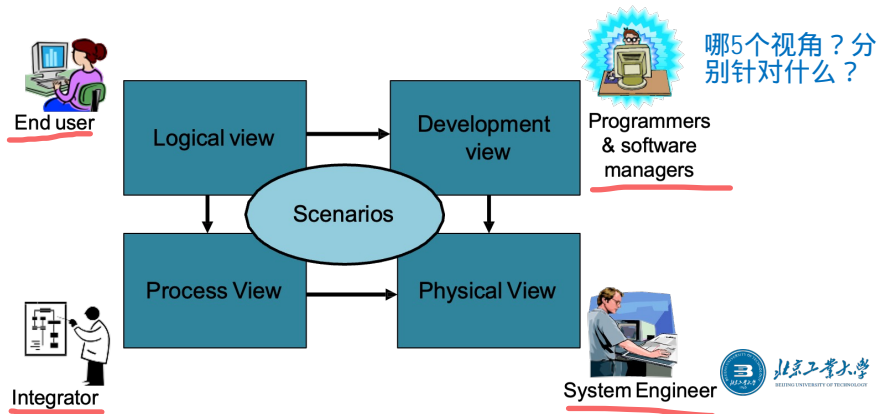 哪5个视角？分
别针对什么？
End user
Logical view
Development
view
Programmers
& software
managers
Scenarios
Process View
Physical View
Integrator
System Engineer
北京工业大学
BEIJING UNIVERSITY OF TECHNOLOGY